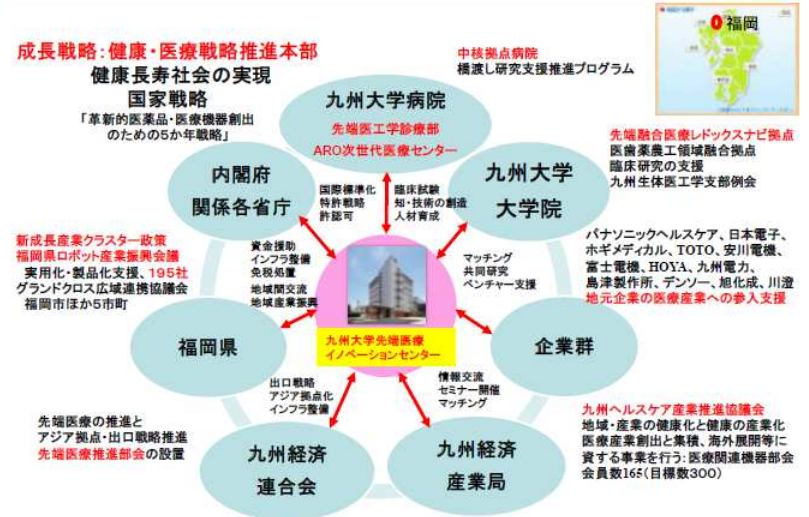 成長戦略：健康・医療戦略推進本部
健康長寿社会の実現
国家戦略
「革新的医薬品・医療機器創出
のための5か年戦略」
中核拠点病院
橋渡し研究支援推進プログラム
福岡
九州大学病院
先端医工学診療部
ARO次世代医療センター
先端融合医療レドックスナビ拠点
医歯薬農工領域融合拠点
臨床研究の支援
九州生体医工学支部例会
内閣府
関係各省庁
国際標準化
特許戦略
許認可
臨床試験
知・技術の創造
人材育成
九州大学
大学院
新成長産業クラスター政策
福岡県ロボット産業振興会議
実用化・製品化支援、195社
グランドクロス広域連携協議会
福岡市ほか5市町
資金援助
インフラ整備
免税処置
地域間交流
地域産業振興
マッチング
共同研究
ベンチャー支援
パナソニックヘルスケア、日本電子、
ホギメディカル、TOTO、安川電機、
富士電機、HOYA、九州電力、
島津製作所、デンソー、旭化成、川澄
地元企業の医療産業への参入支援
福岡県
九州大学先端医療
イノベーションセンター
企業群
出口戦略
アジア拠点化
インフラ整備
情報交流
セミナー開催
マッチング
先端医療の推進と
アジア拠点・出口戦略推進
先端医療推進部会の設置
九州経済
連合会
九州経済
産業局
九州ヘルスケア産業推進協議会
地域・産業の健康化と健康の産業化
医療産業創出と集積、海外展開等に
資する事業を行う：医療関連機器部会
会員数165（目標数300）